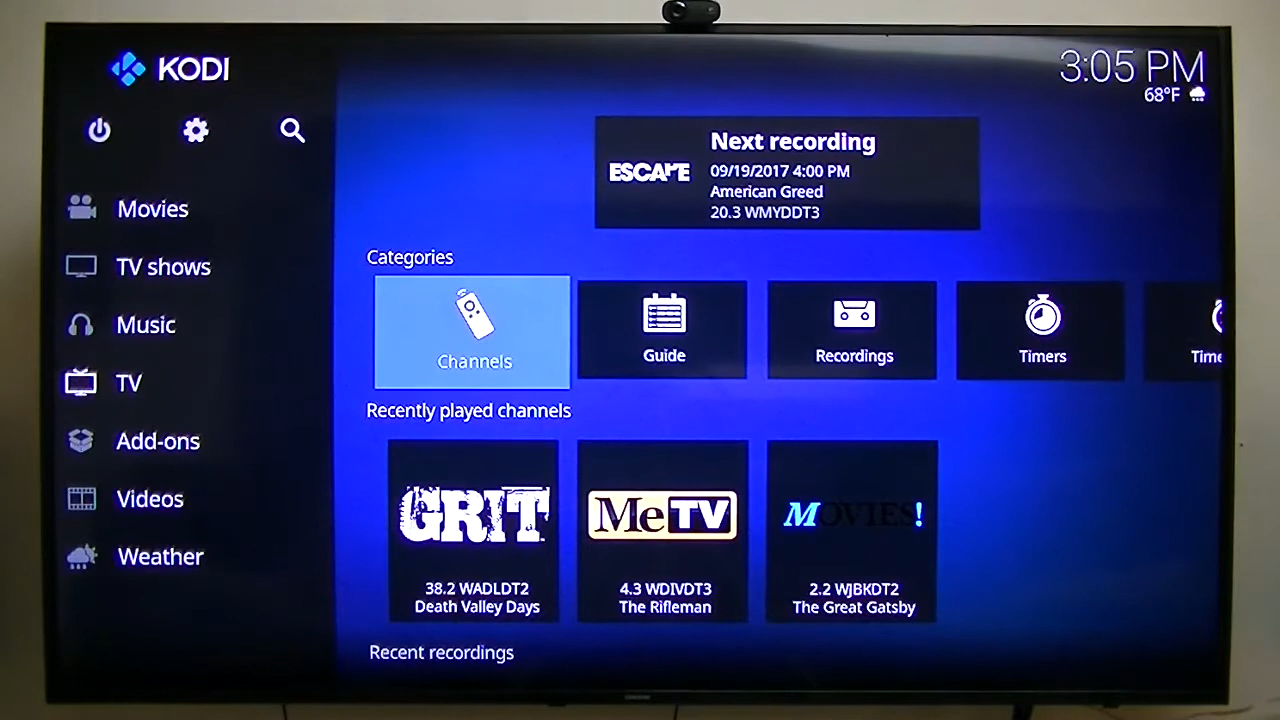 KODI
3:05 PM
68°F
Next recording
ESCAPE
09/19/2017 4:00 PM
American Greed
20.3 WMYDDT3
Movies
TV shows
Music
TV
Add-ons
Videos
Weather
Categories
Channels
Guide
Recordings
Timers
Time
Recently played channels
GRIT
MeTV
MOVIES!
38.2 WADLDT2
Death Valley Days
4.3 WDIVDT3
The Rifleman
2.2 WJBKDT2
The Great Gatsby
Recent recordings